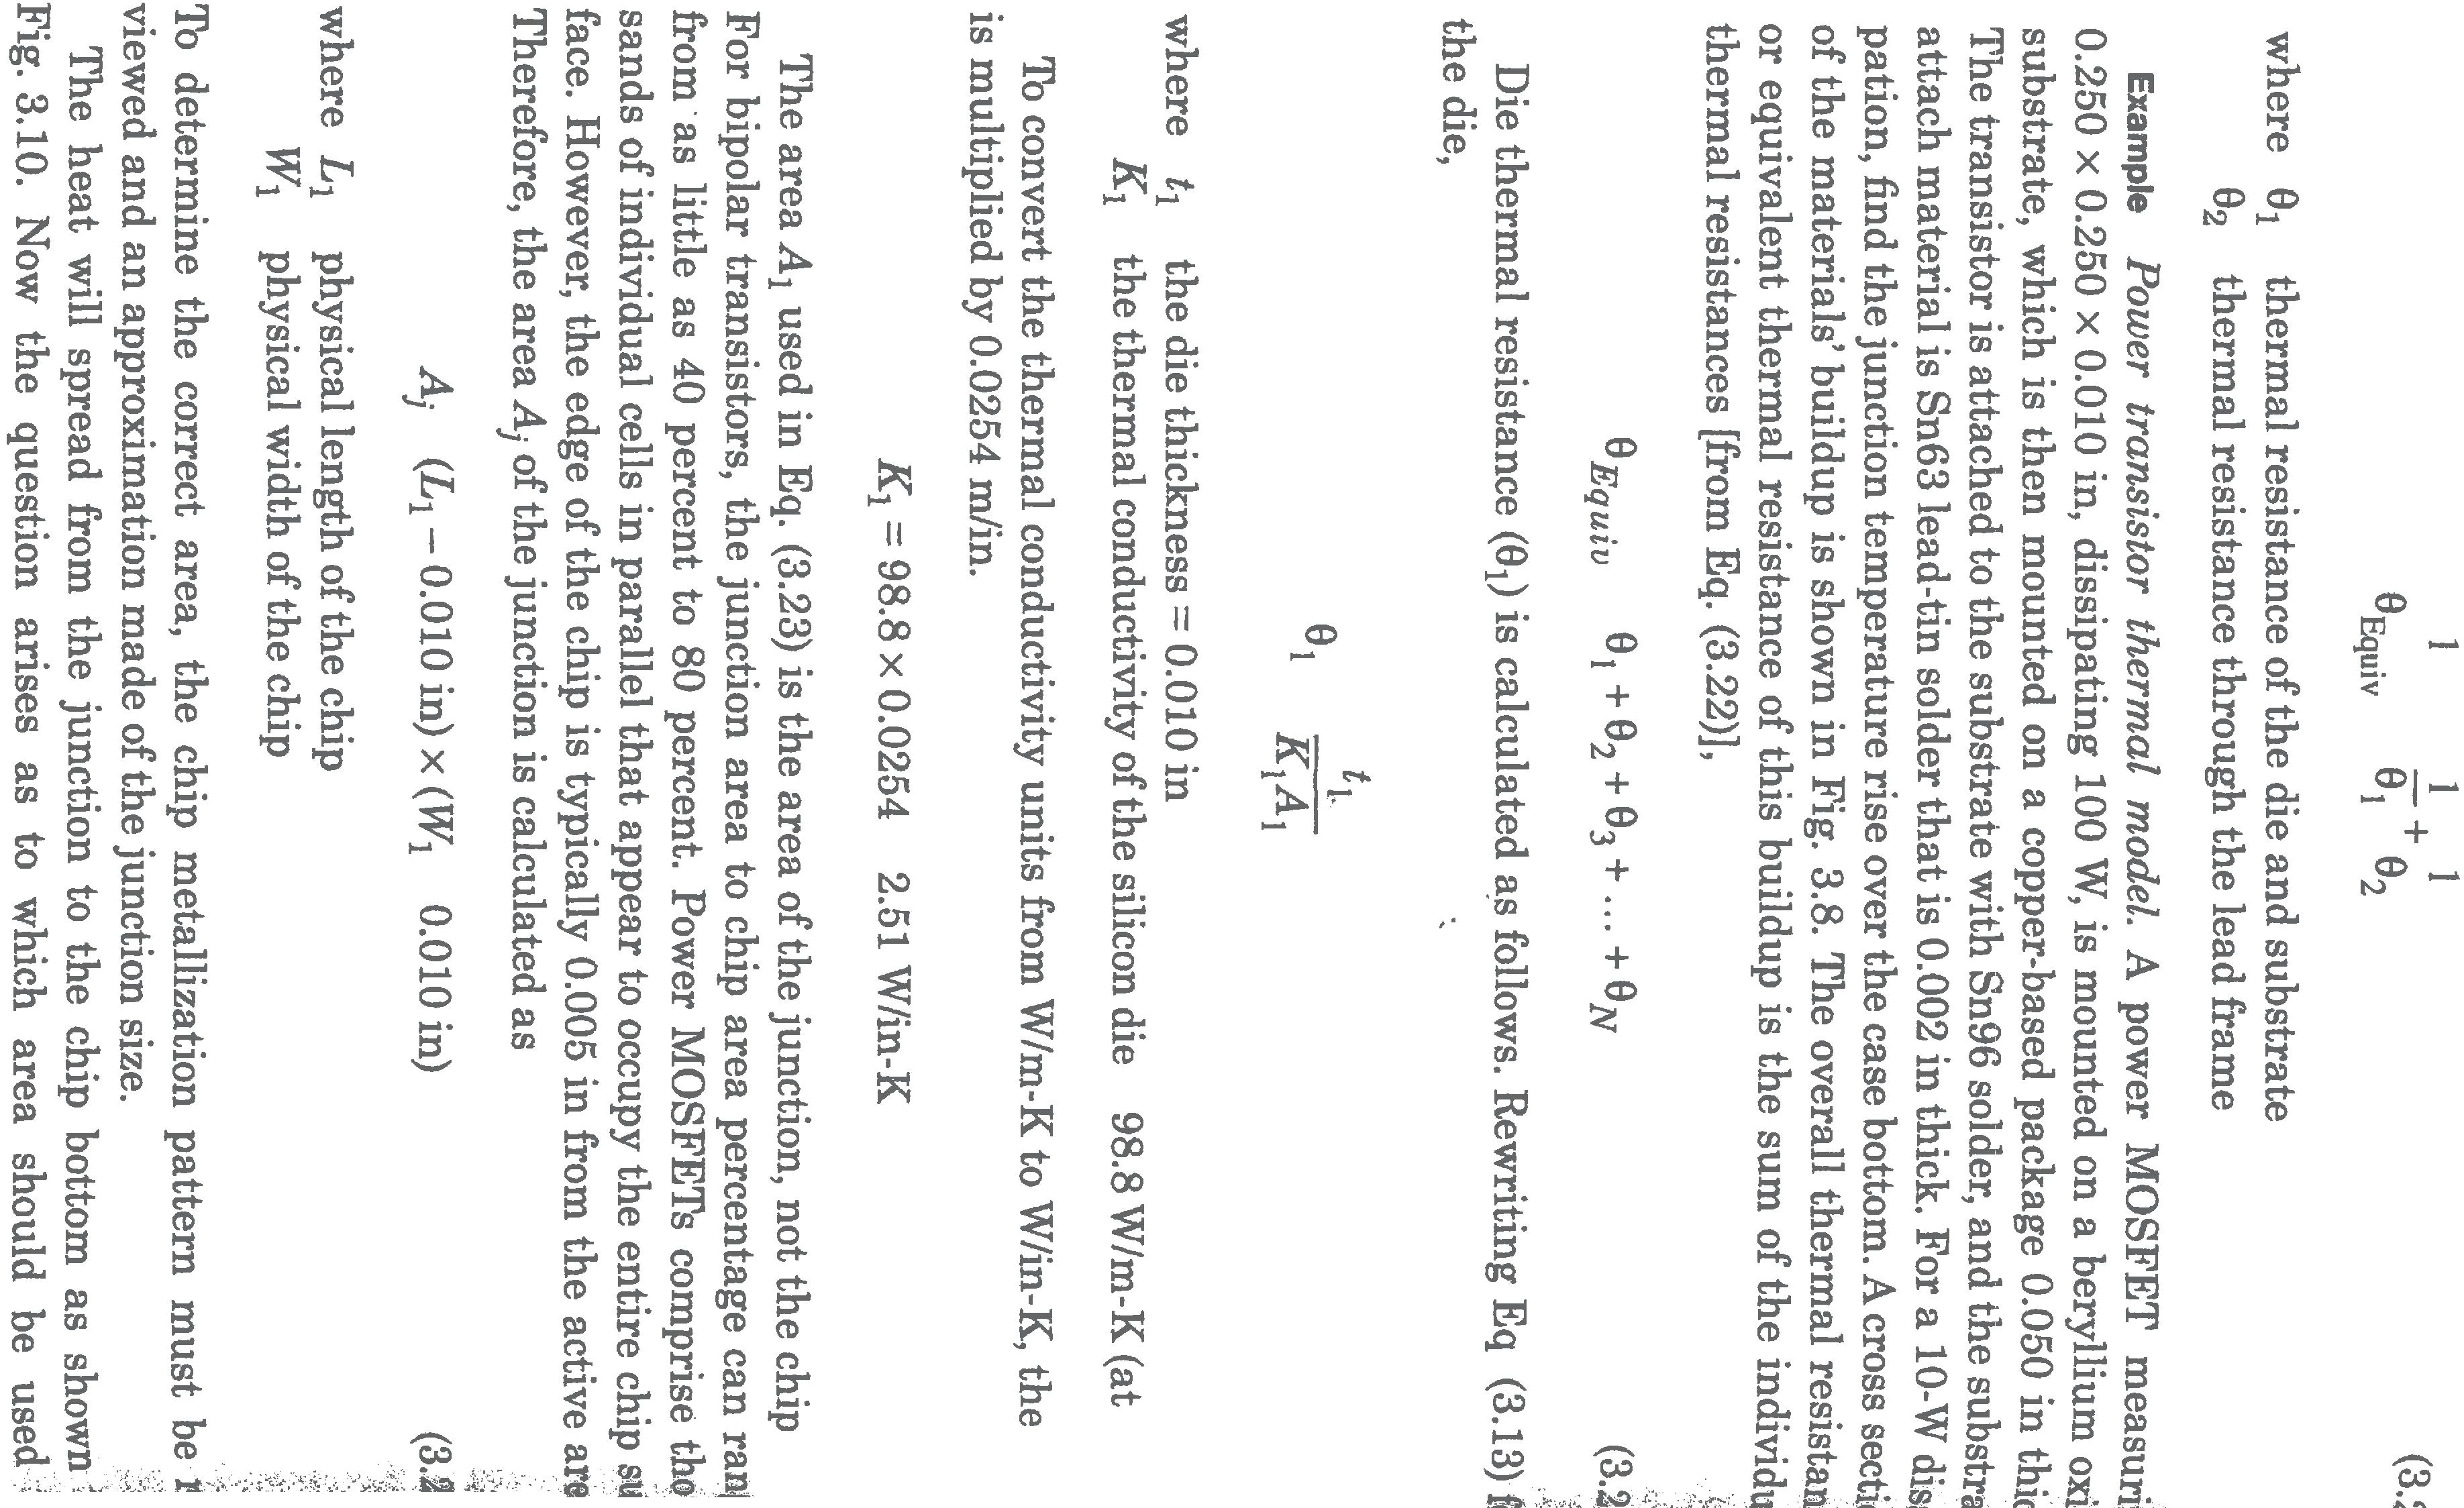 1
θEquiv 1/θ1 + 1/θ2
where θ1 thermal resistance of the die and substrate
θ2 thermal resistance through the lead frame
Example Power transistor thermal model. A power MOSFET measuri
0.250 × 0.250 × 0.010 in, dissipating 100 W, is mounted on a beryllium oxi
substrate, which is then mounted on a copper-based package 0.050 in thic
The transistor is attached to the substrate with Sn96 solder, and the substra
attach material is Sn63 lead-tin solder that is 0.002 in thick. For a 10-W dis
pation, find the junction temperature rise over the case bottom. A cross secti
of the materials' buildup is shown in Fig. 3.8. The overall thermal resistan
or equivalent thermal resistance of this buildup is the sum of the individu
thermal resistances [from Eq. (3.22)],
θEquiv θ1 + θ2 + θ3 + ... + θN (3.2
Die thermal resistance (θ1) is calculated as follows. Rewriting Eq (3.13) f
the die,
θ1 t1/K1A1
where t1 the die thickness = 0.010 in
K1 the thermal conductivity of the silicon die 98.8 W/m-K (at
To convert the thermal conductivity units from W/m-K to W/in-K, the
is multiplied by 0.0254 m/in.
K1 = 98.8 × 0.0254 2.51 W/in-K
The area A1 used in Eq. (3.23) is the area of the junction, not the chip
For bipolar transistors, the junction area to chip area percentage can ran
from as little as 40 percent to 80 percent. Power MOSFETs comprise tho
sands of individual cells in parallel that appear to occupy the entire chip su
face. However, the edge of the chip is typically 0.005 in from the active are
Therefore, the area Aj of the junction is calculated as
Aj (L1 − 0.010 in) × (W1 0.010 in) (3.2
where L1 physical length of the chip
W1 physical width of the chip
To determine the correct area, the chip metallization pattern must be r
viewed and an approximation made of the junction size.
The heat will spread from the junction to the chip bottom as shown
Fig. 3.10. Now the question arises as to which area should be used